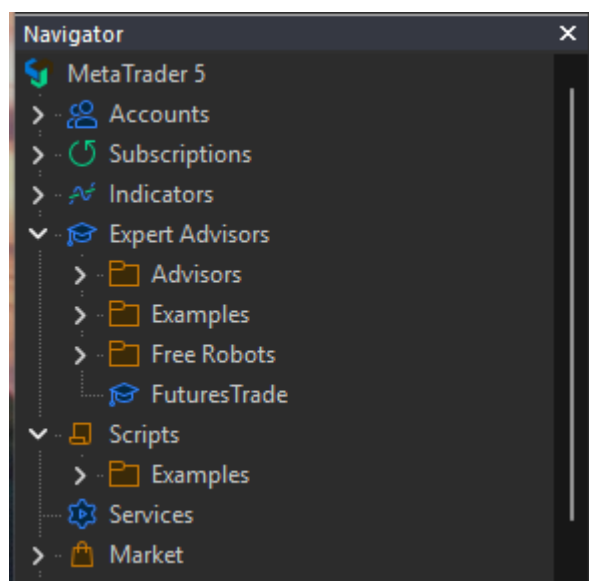 Navigator
MetaTrader 5
Accounts
Subscriptions
Indicators
Expert Advisors
Advisors
Examples
Free Robots
FuturesTrade
Scripts
Examples
Services
Market